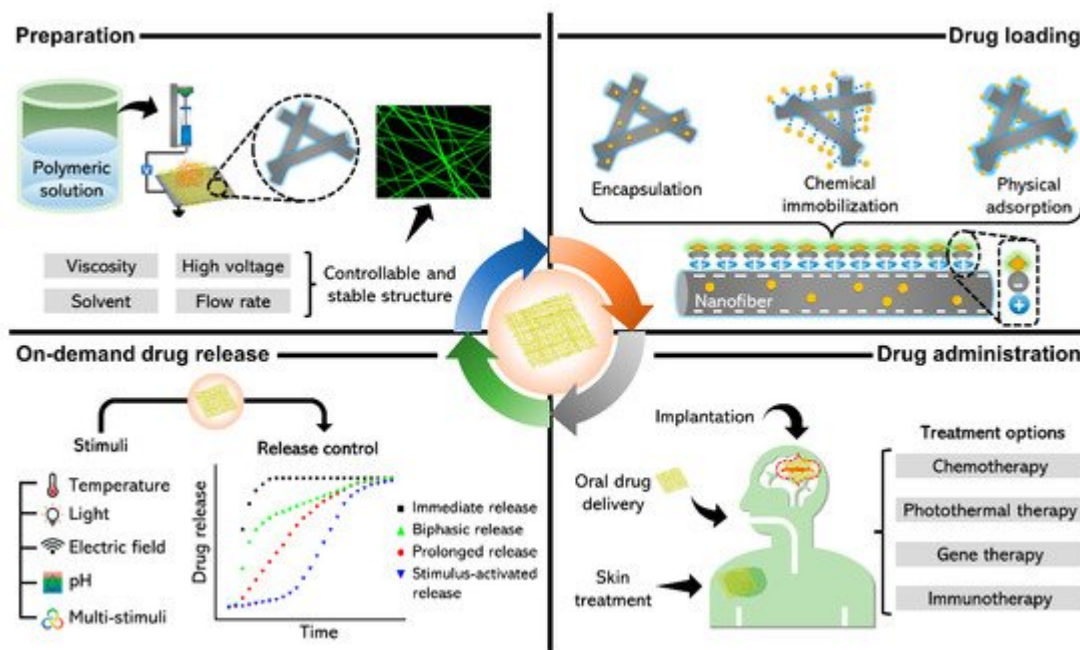 Preparation
Polymeric
solution
V
Viscosity
High voltage
Solvent
Flow rate
Controllable and
stable structure
Drug loading
Encapsulation
Chemical
immobilization
Physical
adsorption
Nanofiber
-
+
On-demand drug release
Stimuli
Temperature
Light
Electric field
pH
Multi-stimuli
Release control
Drug release
Time
Immediate release
Biphasic release
Prolonged release
Stimulus-activated
release
Drug administration
Implantation
Oral drug
delivery
Skin
treatment
Treatment options
Chemotherapy
Photothermal therapy
Gene therapy
Immunotherapy